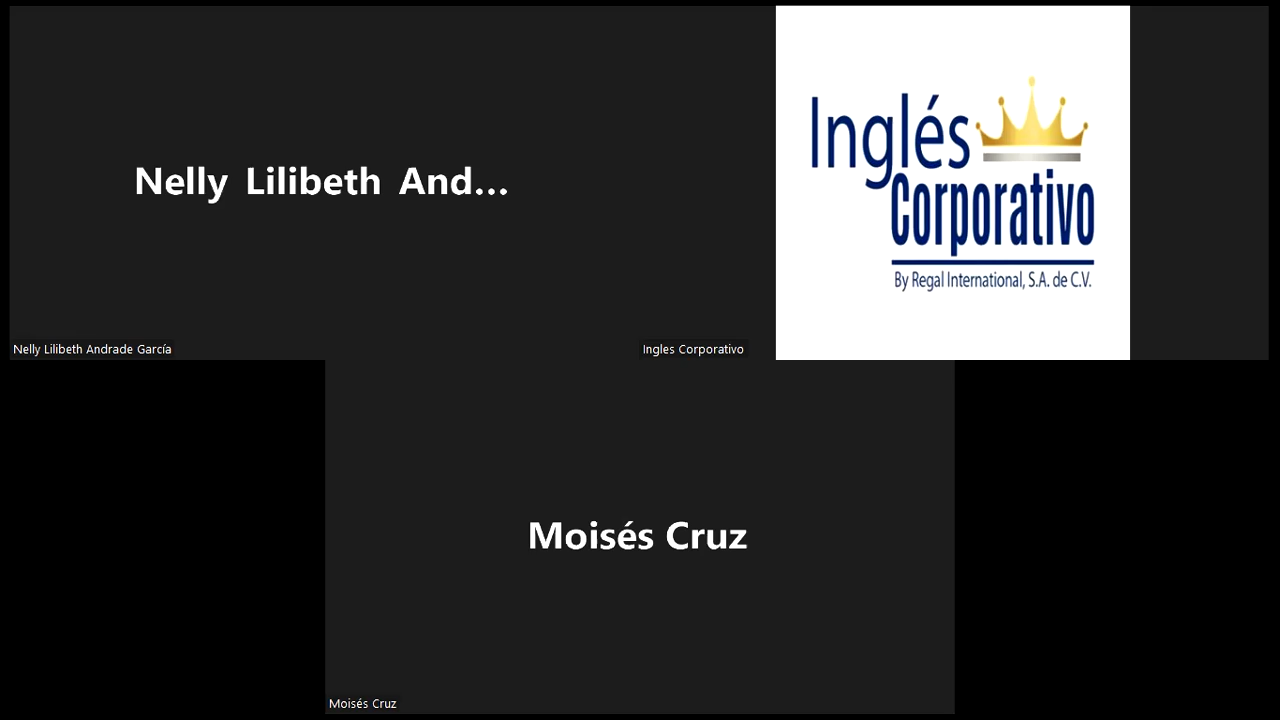 Nelly Lilibeth And...
Nelly Lilibeth Andrade García
Inglés
Corporativo
By Regal International, S.A. de C.V.
Ingles Corporativo
Moisés Cruz
Moisés Cruz